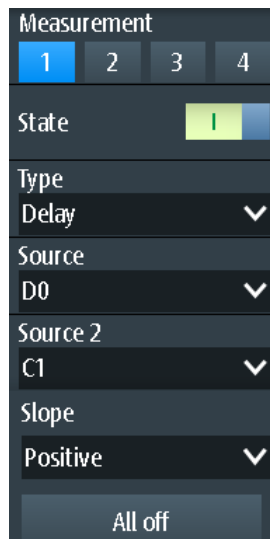 Measurement
1 2 3 4
State I
Type
Delay
Source
D0
Source 2
C1
Slope
Positive
All off